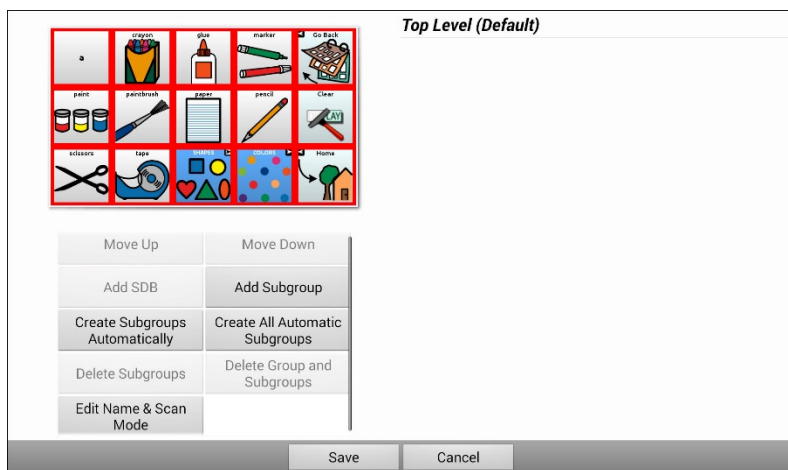 Top Level (Default)
a
crayon
glue
marker
Go Back
paint
paintbrush
paper
pencil
Clear
LAY
scissors
tape
SHAPES
COLORS
Home
Move Up
Move Down
Add SDB
Add Subgroup
Create Subgroups
Automatically
Create All Automatic
Subgroups
Delete Subgroups
Delete Group and
Subgroups
Edit Name & Scan
Mode
Save
Cancel